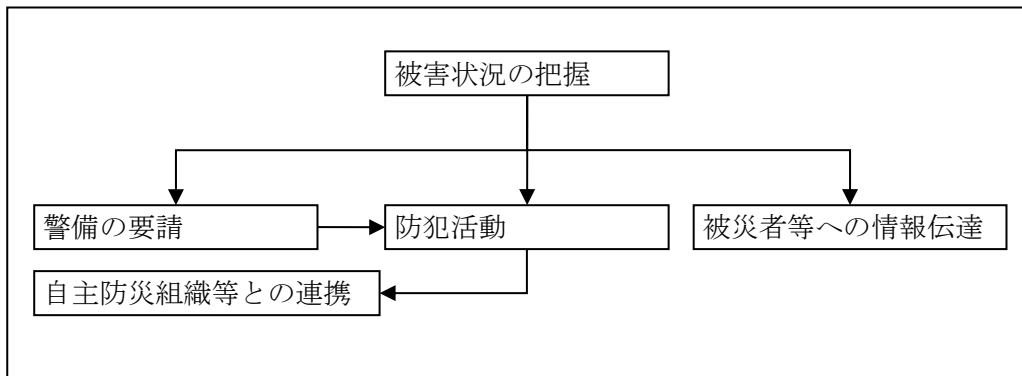 被害状況の把握
警備の要請
防犯活動
被災者等への情報伝達
自主防災組織等との連携